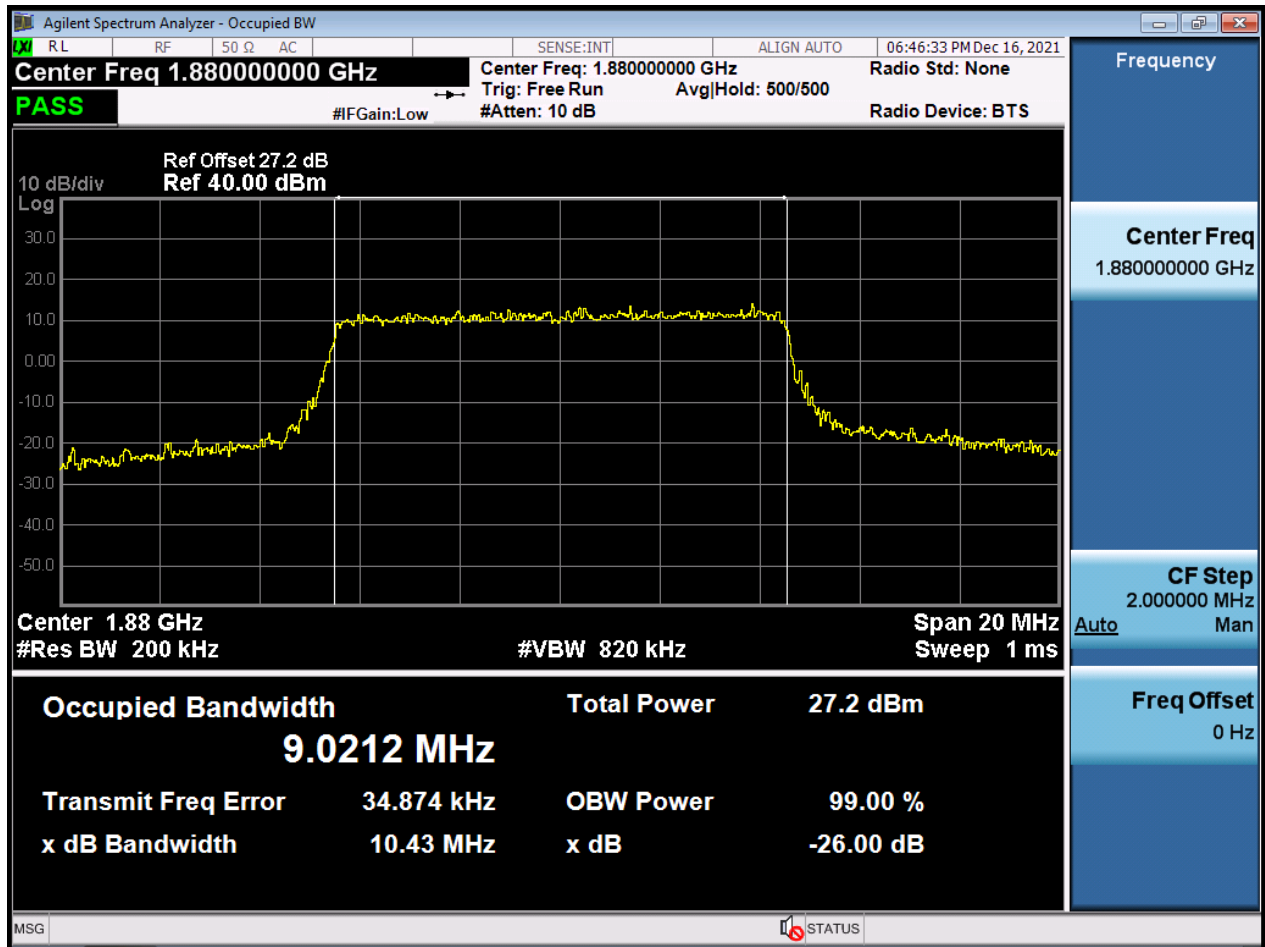 Agilent Spectrum Analyzer - Occupied BW
LXI RL RF 50 Ω AC SENSE:INT ALIGN AUTO 06:46:33 PM Dec 16, 2021
Center Freq 1.880000000 GHz
PASS
#IFGain:Low
Center Freq: 1.880000000 GHz
Trig: Free Run Avg|Hold: 500/500
#Atten: 10 dB
Radio Std: None
Radio Device: BTS
Ref Offset 27.2 dB
10 dB/div Ref 40.00 dBm
Log
30.0
20.0
10.0
0.00
-10.0
-20.0
-30.0
-40.0
-50.0
Center 1.88 GHz Span 20 MHz
#Res BW 200 kHz #VBW 820 kHz Sweep 1 ms
Occupied Bandwidth Total Power 27.2 dBm
9.0212 MHz
Transmit Freq Error 34.874 kHz OBW Power 99.00 %
x dB Bandwidth 10.43 MHz x dB -26.00 dB
Frequency
Center Freq
1.880000000 GHz
CF Step
2.000000 MHz
Auto Man
Freq Offset
0 Hz
MSG STATUS